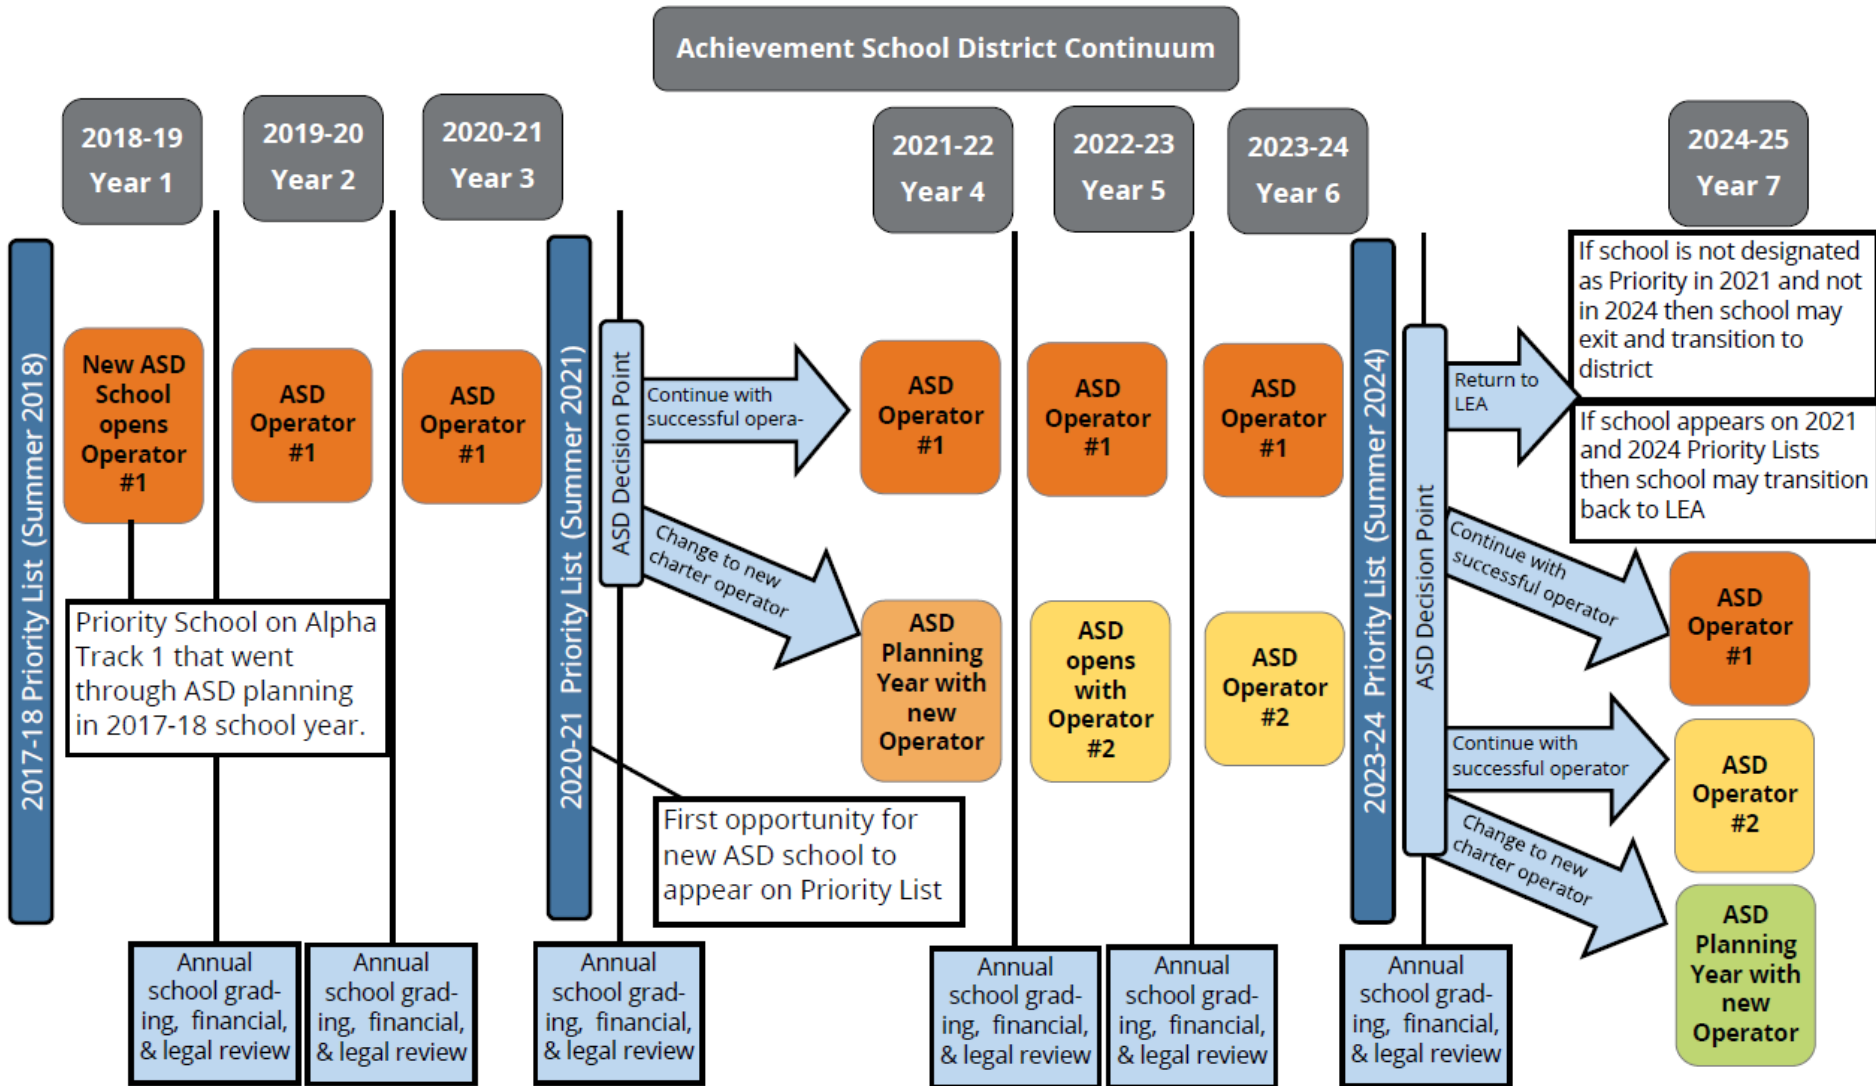 Achievement School District Continuum
2018-19
Year 1
2019-20
Year 2
2020-21
Year 3
2021-22
Year 4
2022-23
Year 5
2023-24
Year 6
2024-25
Year 7
2017-18 Priority List (Summer 2018)
New ASD
School
opens
Operator
#1
ASD
Operator
#1
ASD
Operator
#1
Priority School on Alpha
Track 1 that went
through ASD planning
in 2017-18 school year.
2020-21 Priority List (Summer 2021)
ASD Decision Point
Continue with
successful opera-
Change to new
charter operator
First opportunity for
new ASD school to
appear on Priority List
ASD
Operator
#1
ASD
Operator
#1
ASD
Operator
#1
ASD
Planning
Year with
new
Operator
ASD
opens
with
Operator
#2
ASD
Operator
#2
2023-24 Priority List (Summer 2024)
ASD Decision Point
Return to
LEA
If school is not designated
as Priority in 2021 and not
in 2024 then school may
exit and transition to
district
If school appears on 2021
and 2024 Priority Lists
then school may transition
back to LEA
Continue with
successful operator
ASD
Operator
#1
Continue with
successful operator
ASD
Operator
#2
Change to new
charter operator
ASD
Planning
Year with
new
Operator
Annual
school grad-
ing, financial,
& legal review
Annual
school grad-
ing, financial,
& legal review
Annual
school grad-
ing, financial,
& legal review
Annual
school grad-
ing, financial,
& legal review
Annual
school grad-
ing, financial,
& legal review
Annual
school grad-
ing, financial,
& legal review